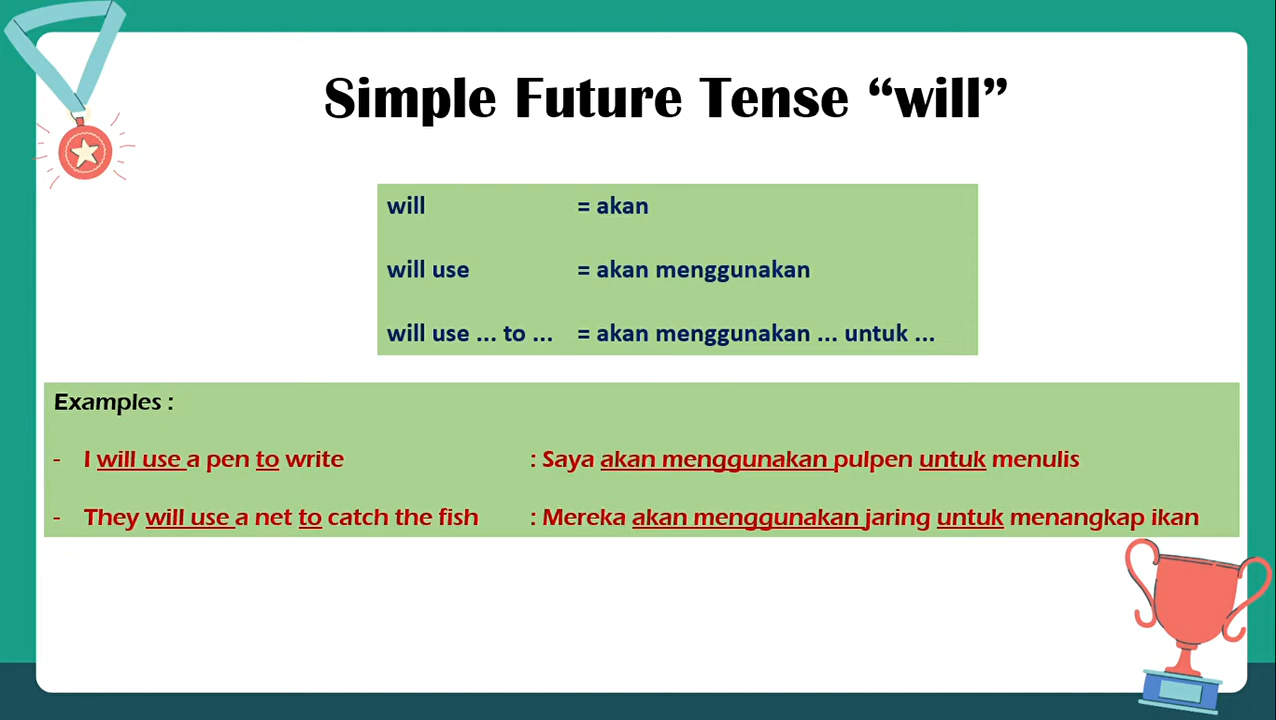 Simple Future Tense “will”
will = akan
will use = akan menggunakan
will use ... to ... = akan menggunakan ... untuk ...
Examples :
- I will use a pen to write : Saya akan menggunakan pulpen untuk menulis
- They will use a net to catch the fish : Mereka akan menggunakan jaring untuk menangkap ikan